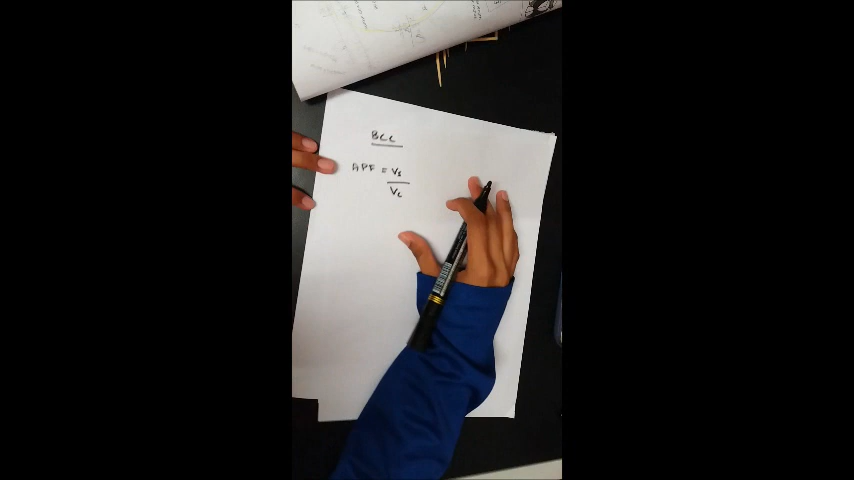 BCC
APF = Vs
Vc